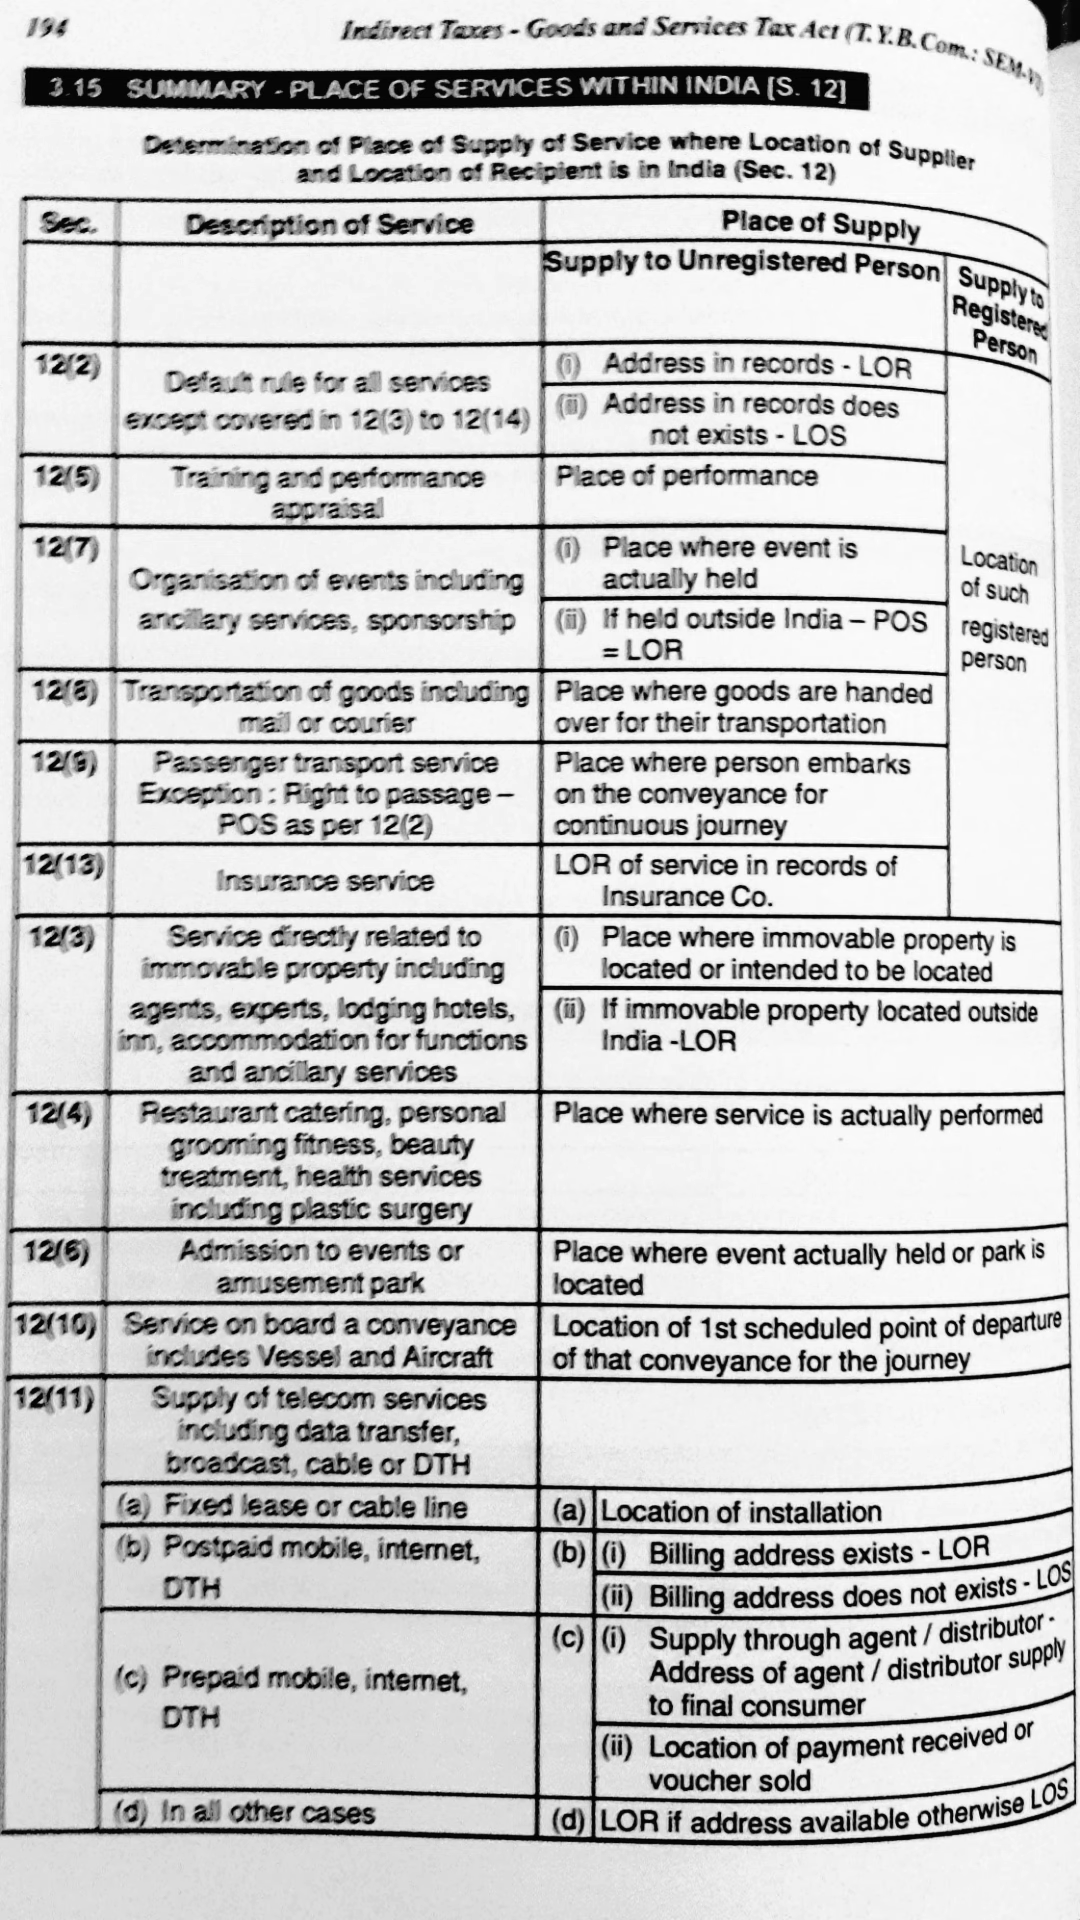 194
Indirect Taxes - Goods and Services Tax Act (T.Y.B.Com.: SEM-VI)
3.15 SUMMARY - PLACE OF SERVICES WITHIN INDIA [S. 12]
Determination of Place of Supply of Service where Location of Supplier
and Location of Recipient is in India (Sec. 12)
Sec.
Description of Service
Place of Supply
Supply to Unregistered Person
Supply to
Registered
Person
12(2)
Default rule for all services
except covered in 12(3) to 12(14)
(i) Address in records - LOR
(ii) Address in records does
not exists - LOS
12(5)
Training and performance
appraisal
Place of performance
12(7)
Organisation of events including
ancillary services, sponsorship
(i) Place where event is
actually held
(ii) If held outside India – POS
= LOR
Location
of such
registered
person
12(8)
Transportation of goods including
mail or courier
Place where goods are handed
over for their transportation
12(9)
Passenger transport service
Exception : Right to passage –
POS as per 12(2)
Place where person embarks
on the conveyance for
continuous journey
12(13)
Insurance service
LOR of service in records of
Insurance Co.
12(3)
Service directly related to
immovable property including
agents, experts, lodging hotels,
inn, accommodation for functions
and ancillary services
(i) Place where immovable property is
located or intended to be located
(ii) If immovable property located outside
India -LOR
12(4)
Restaurant catering, personal
grooming fitness, beauty
treatment, health services
including plastic surgery
Place where service is actually performed
12(6)
Admission to events or
amusement park
Place where event actually held or park is
located
12(10)
Service on board a conveyance
includes Vessel and Aircraft
Location of 1st scheduled point of departure
of that conveyance for the journey
12(11)
Supply of telecom services
including data transfer,
broadcast, cable or DTH
(a) Fixed lease or cable line
(a) Location of installation
(b) Postpaid mobile, internet,
DTH
(b) (i) Billing address exists - LOR
(ii) Billing address does not exists - LOS
(c) Prepaid mobile, internet,
DTH
(c) (i) Supply through agent / distributor -
Address of agent / distributor supply
to final consumer
(ii) Location of payment received or
voucher sold
(d) In all other cases
(d) LOR if address available otherwise LOS